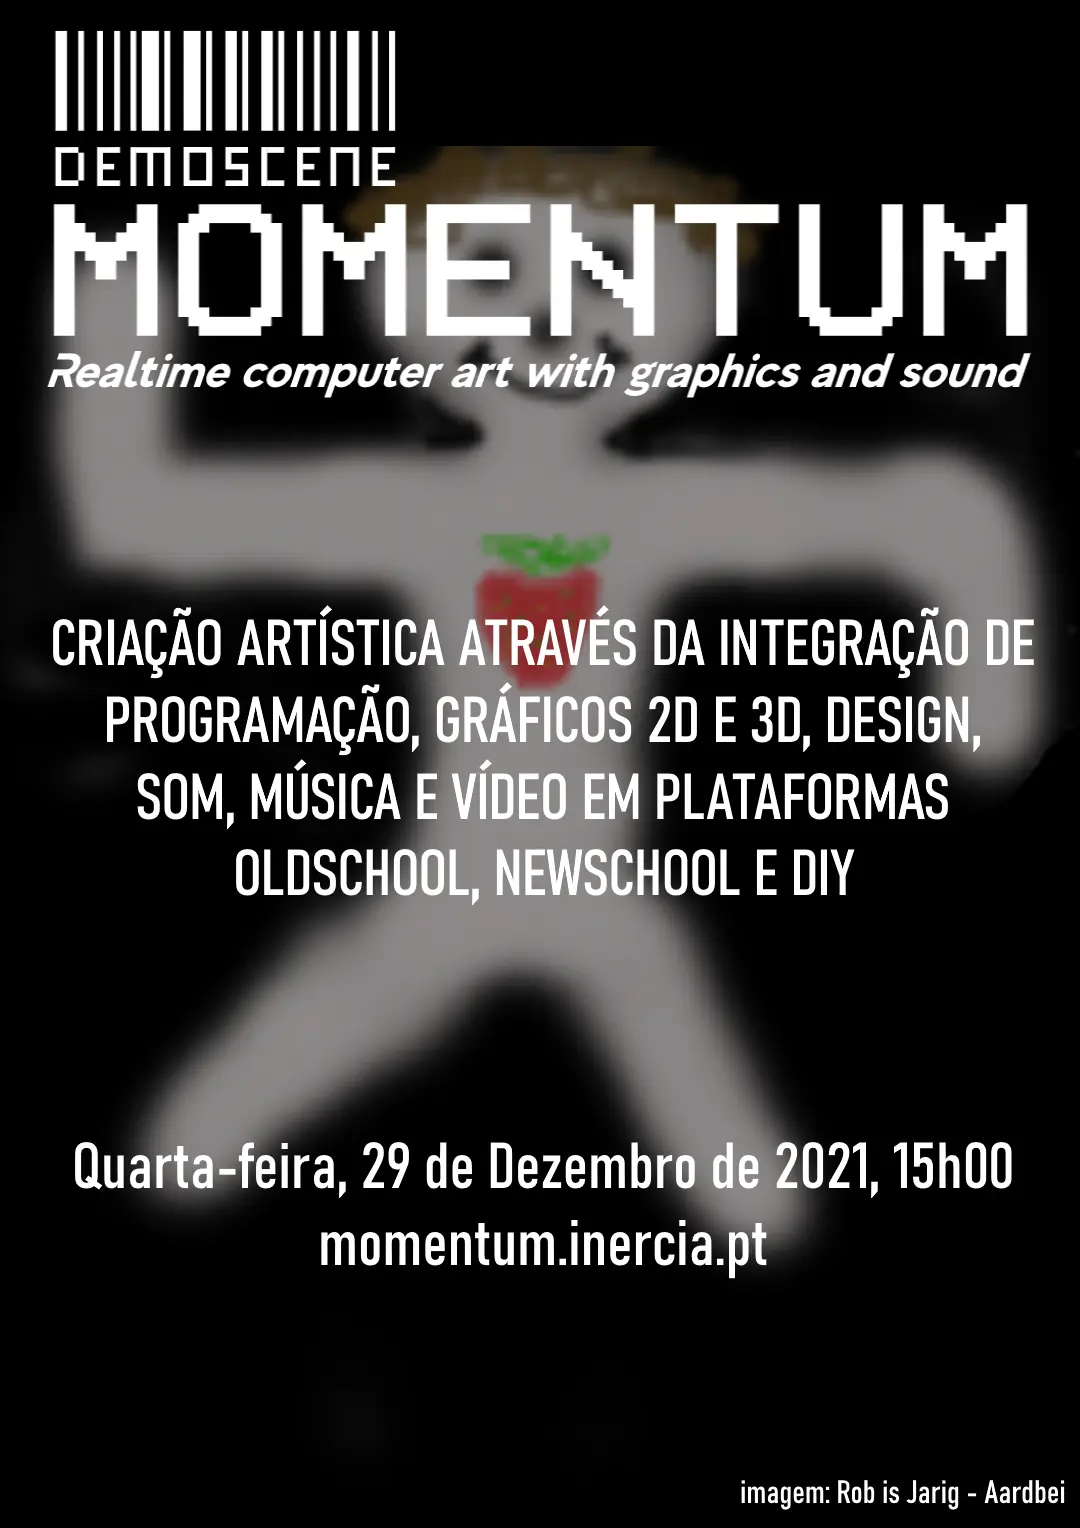 DEMOSCENE
MOMENTUM
Realtime computer art with graphics and sound
CRIAÇÃO ARTÍSTICA ATRAVÉS DA INTEGRAÇÃO DE
PROGRAMAÇÃO, GRÁFICOS 2D E 3D, DESIGN,
SOM, MÚSICA E VÍDEO EM PLATAFORMAS
OLDSCHOOL, NEWSCHOOL E DIY
Quarta-feira, 29 de Dezembro de 2021, 15h00
momentum.inercia.pt
imagem: Rob is Jarig - Aardbei